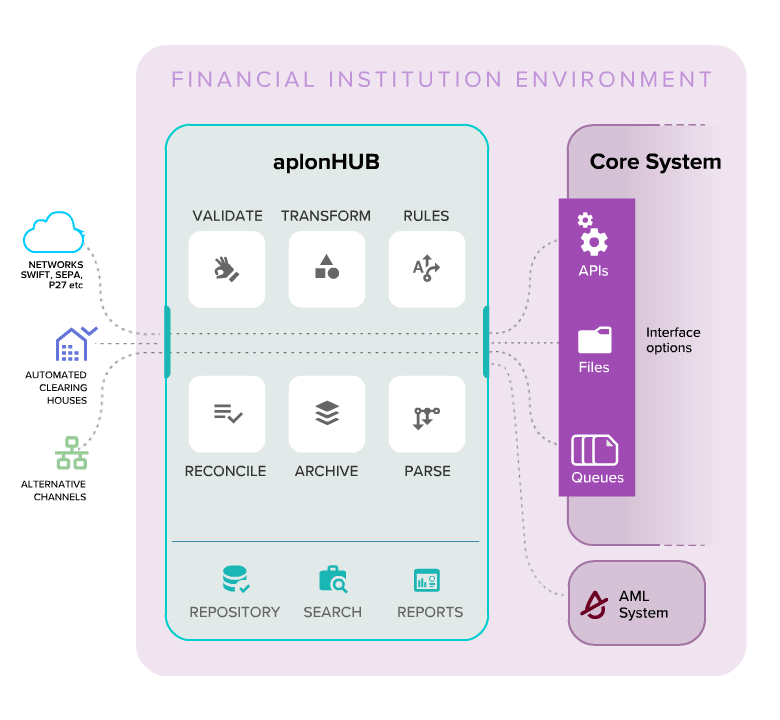 FINANCIAL INSTITUTION ENVIRONMENT
aplonHUB
Core System
VALIDATE
TRANSFORM
RULES
A
NETWORKS
SWIFT, SEPA,
P27 etc
AUTOMATED
CLEARING
HOUSES
ALTERNATIVE
CHANNELS
RECONCILE
ARCHIVE
PARSE
REPOSITORY
SEARCH
REPORTS
APIs
Files
Queues
Interface
options
AML
System